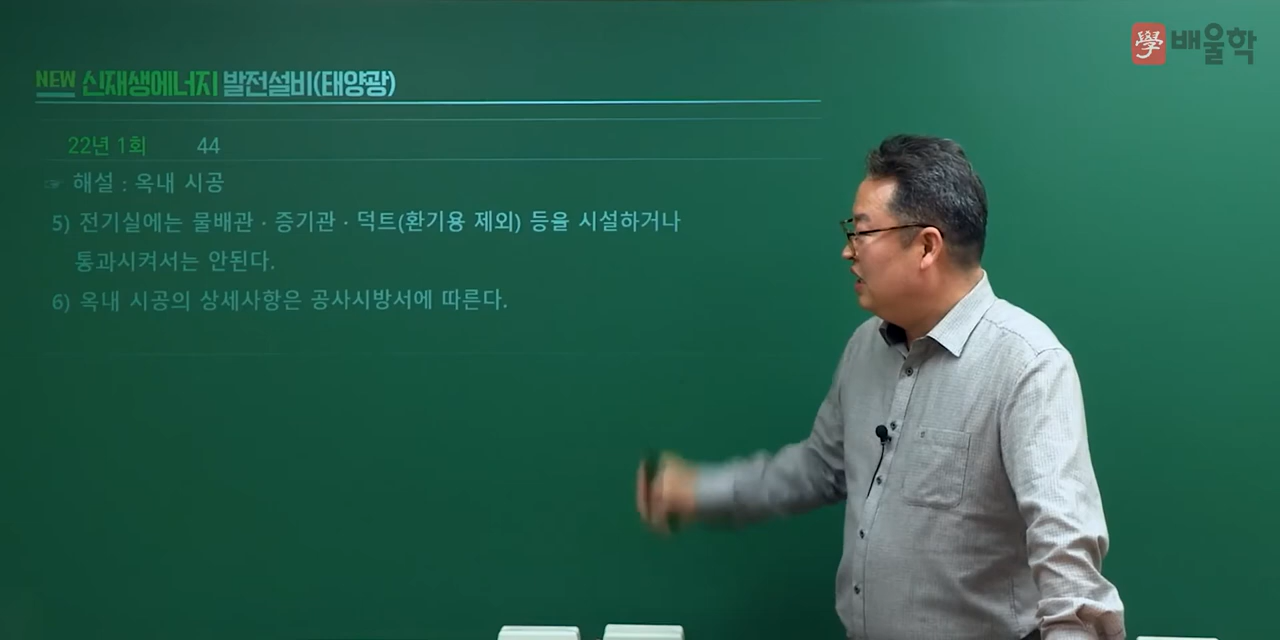 學 배울학
NEW 신재생에너지 발전설비(태양광)
22년 1회 44
☞ 해설 : 옥내 시공
5) 전기실에는 물배관 · 증기관 · 덕트(환기용 제외) 등을 시설하거나
통과시켜서는 안된다.
6) 옥내 시공의 상세사항은 공사시방서에 따른다.